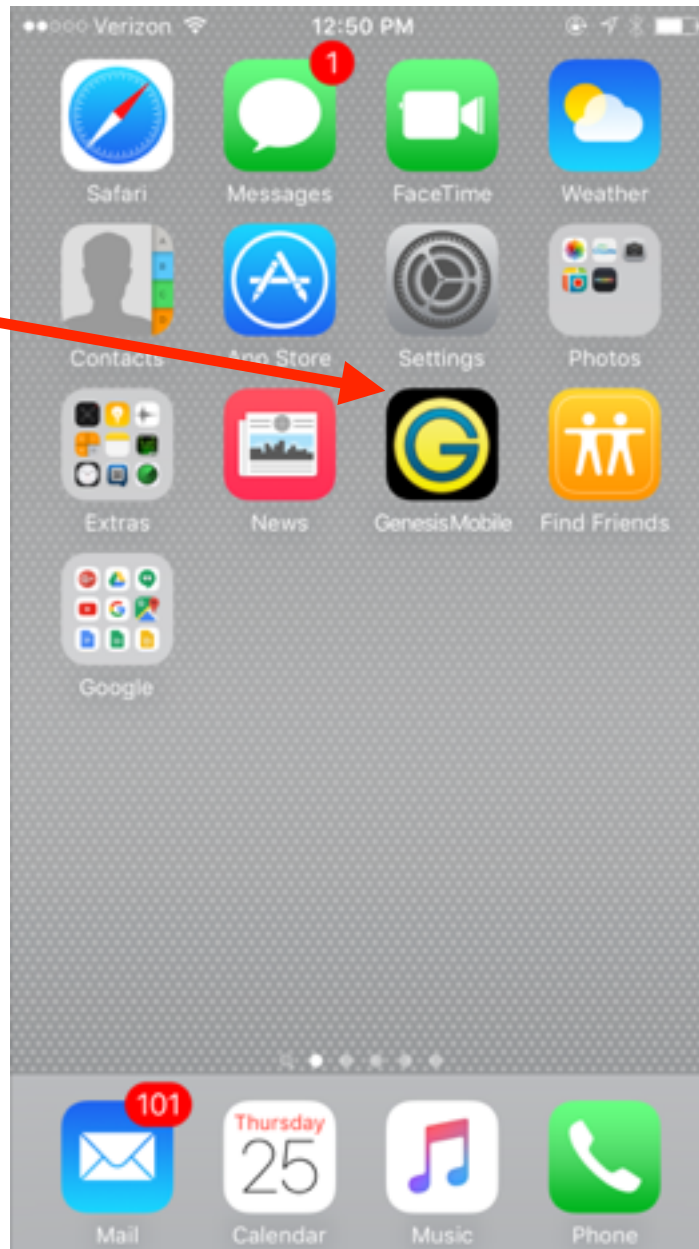 Verizon 12:50 PM
1
Safari Messages FaceTime Weather
A
B
C
D
Contacts App Store Settings Photos
G
Extras News GenesisMobile Find Friends
Google
101
Thursday
25
Mail Calendar Music Phone